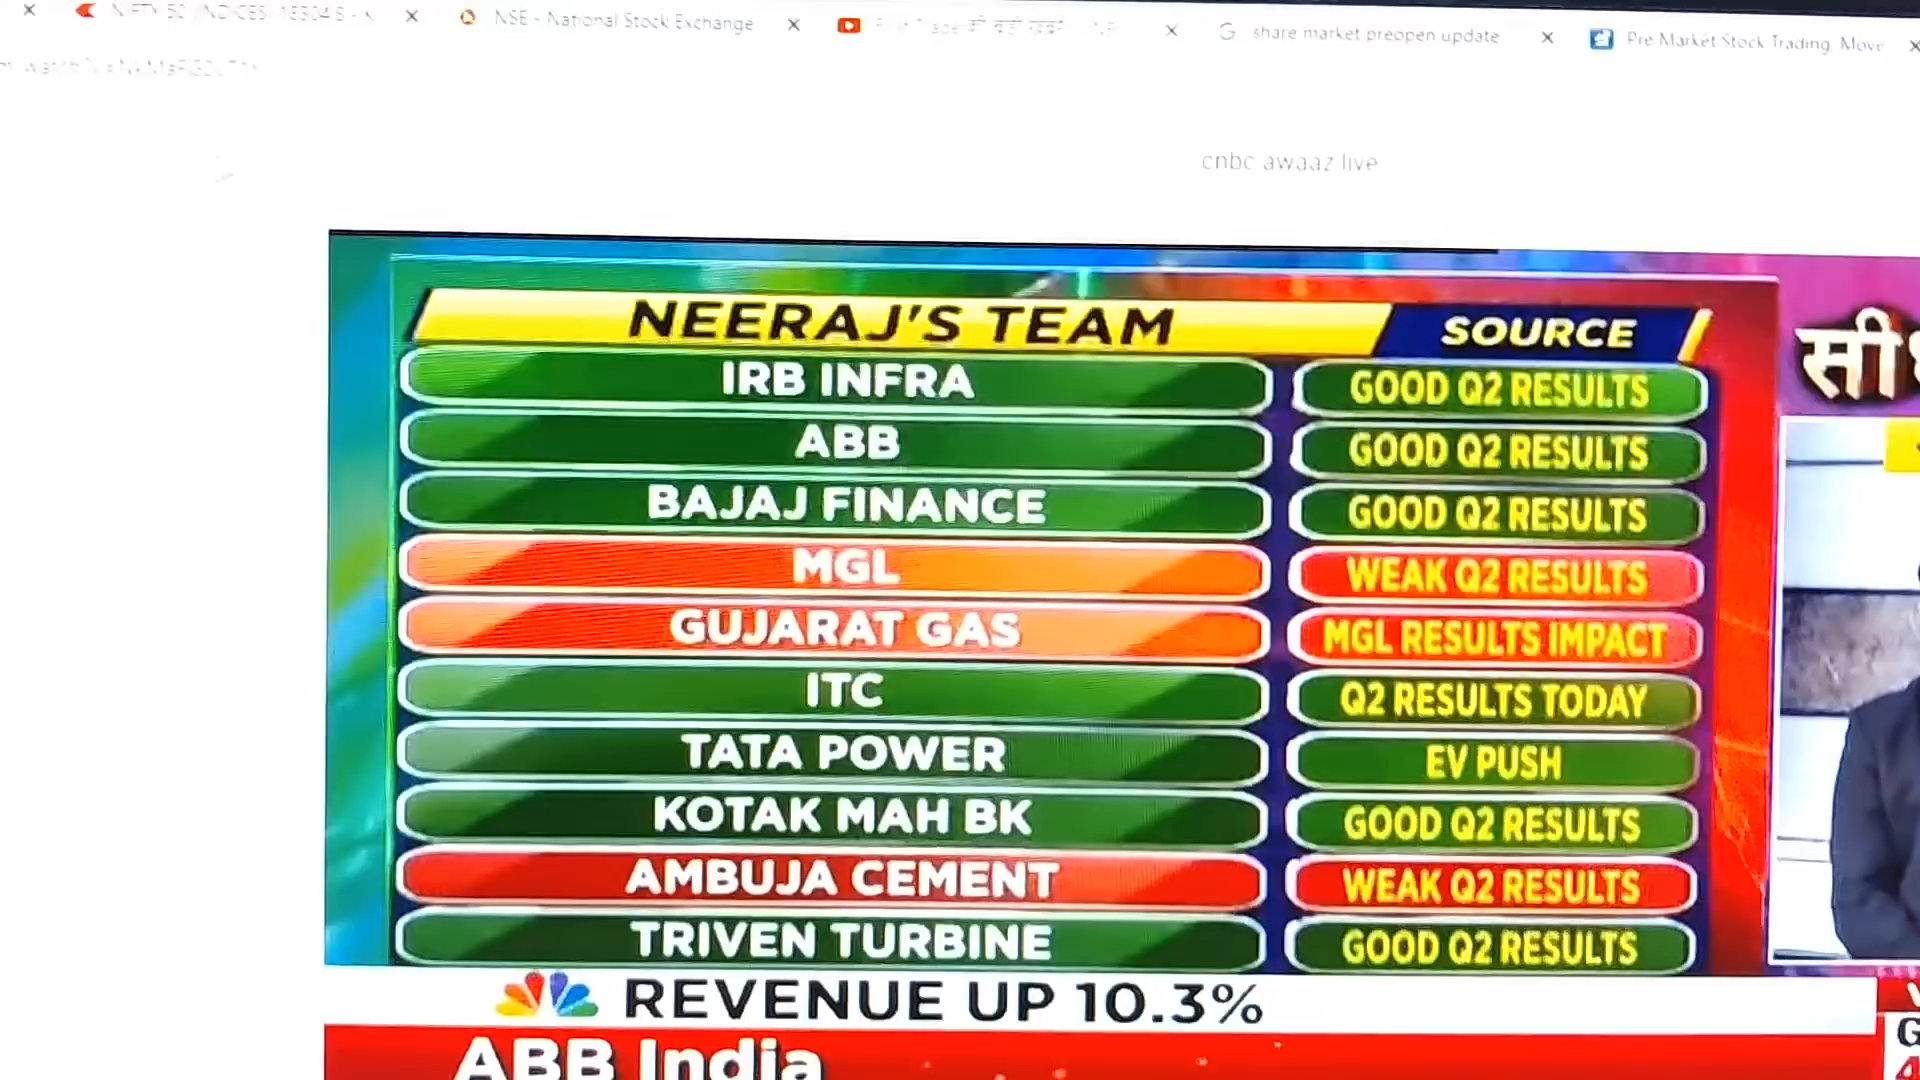 NSE - National Stock Exchange
share market preopen update
Pre Market Stock Trading, Move
cnbc awaaz live
NEERAJ'S TEAM SOURCE
IRB INFRA GOOD Q2 RESULTS
ABB GOOD Q2 RESULTS
BAJAJ FINANCE GOOD Q2 RESULTS
MGL WEAK Q2 RESULTS
GUJARAT GAS MGL RESULTS IMPACT
ITC Q2 RESULTS TODAY
TATA POWER EV PUSH
KOTAK MAH BK GOOD Q2 RESULTS
AMBUJA CEMENT WEAK Q2 RESULTS
TRIVEN TURBINE GOOD Q2 RESULTS
REVENUE UP 10.3%
ABB India